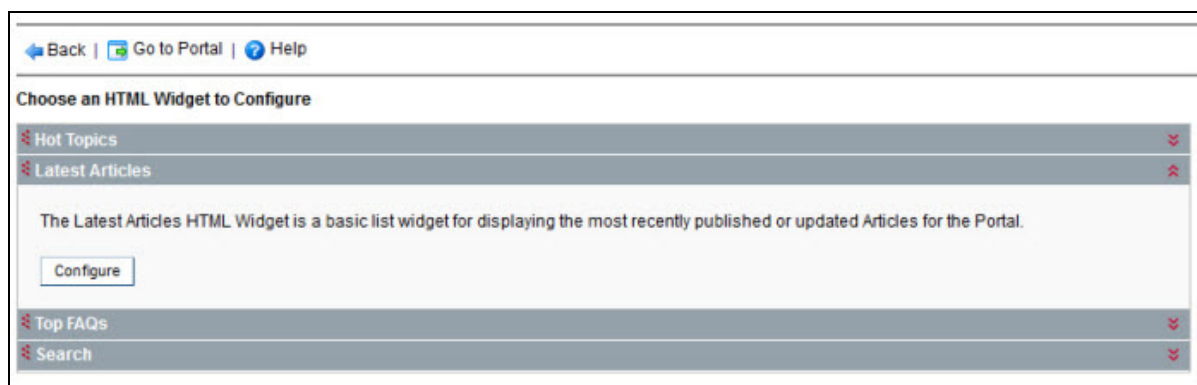 Back | Go to Portal | Help
Choose an HTML Widget to Configure
Hot Topics
Latest Articles
The Latest Articles HTML Widget is a basic list widget for displaying the most recently published or updated Articles for the Portal.
Configure
Top FAQs
Search